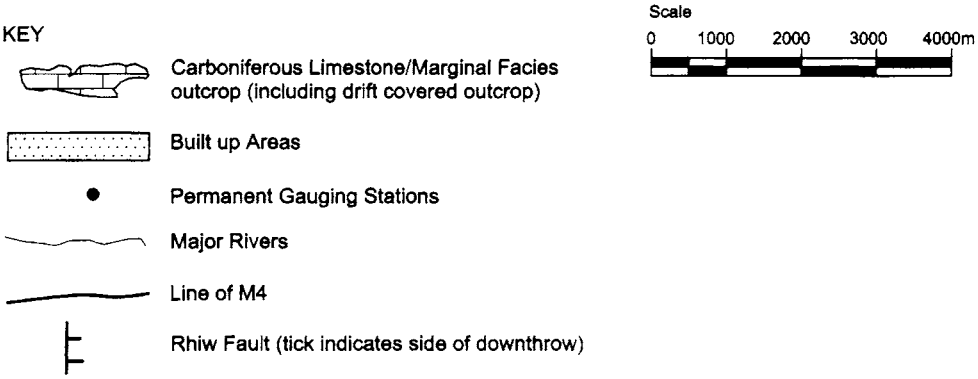 KEY
Carboniferous Limestone/Marginal Facies
outcrop (including drift covered outcrop)
Built up Areas
Permanent Gauging Stations
Major Rivers
Line of M4
Rhiw Fault (tick indicates side of downthrow)
Scale
0 1000 2000 3000 4000m